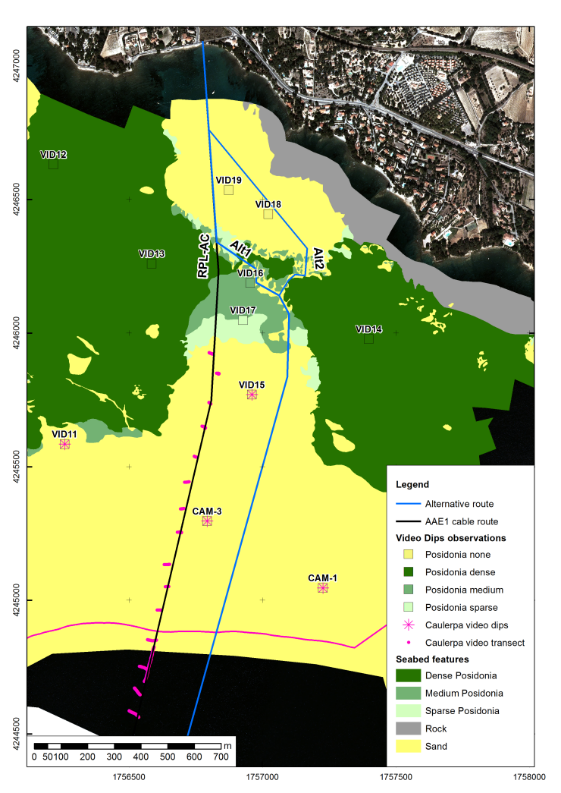 4247000
4246500
4246000
4245500
4245000
4244500
VID12
VID19
VID18
VID13
RPL-AC
Alt1
Alt2
VID16
VID17
VID14
VID15
VID11
CAM-3
CAM-1
Legend
Alternative route
AAE1 cable route
Video Dips observations
Posidonia none
Posidonia dense
Posidonia medium
Posidonia sparse
Caulerpa video dips
Caulerpa video transect
Seabed features
Dense Posidonia
Medium Posidonia
Sparse Posidonia
Rock
Sand
m
0 50 100 200 300 400 500 600 700
1756500 1757000 1757500 1758000